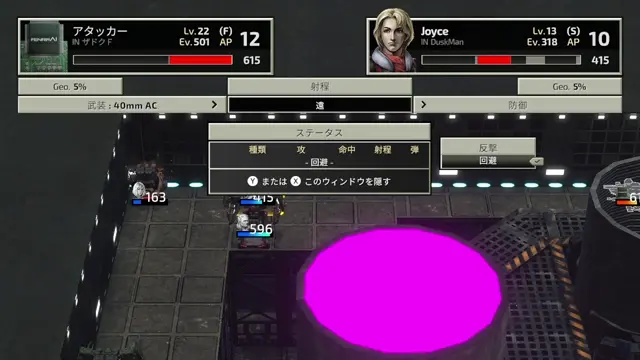 アタッカー Lv.22 (F)
IN ザドク F Ev.501 AP 12
615
Joyce Lv.13 (S)
IN DuskMan Ev.318 AP 10
415
Geo. 5% 射程 Geo. 5%
武装 : 40mm AC 遠 防御
ステータス
種類 攻 命中 射程 弾
- 回避 -
Y または X このウィンドウを隠す
反撃
回避
163
596